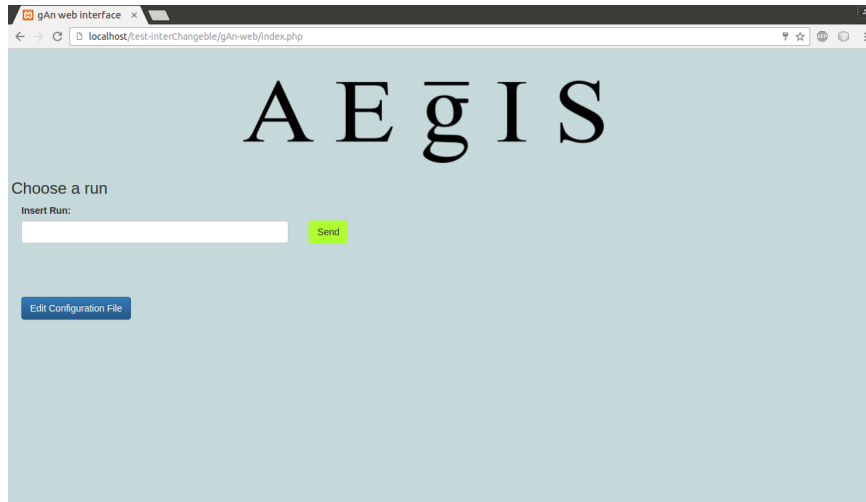 gAn web interface
localhost/test-interChangeble/gAn-web/index.php
A E ḡ I S
Choose a run
Insert Run:
Send
Edit Configuration File